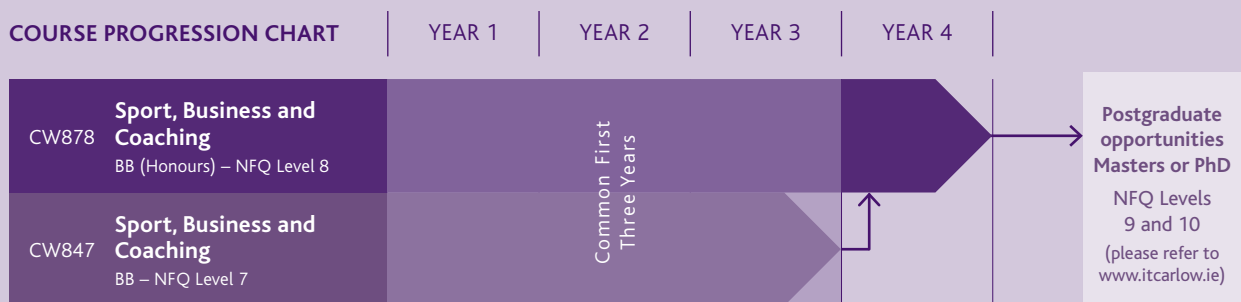 COURSE PROGRESSION CHART
YEAR 1
YEAR 2
YEAR 3
YEAR 4
CW878
Sport, Business and
Coaching
BB (Honours) – NFQ Level 8
CW847
Sport, Business and
Coaching
BB – NFQ Level 7
Common First
Three Years
Postgraduate
opportunities
Masters or PhD
NFQ Levels
9 and 10
(please refer to
www.itcarlow.ie)